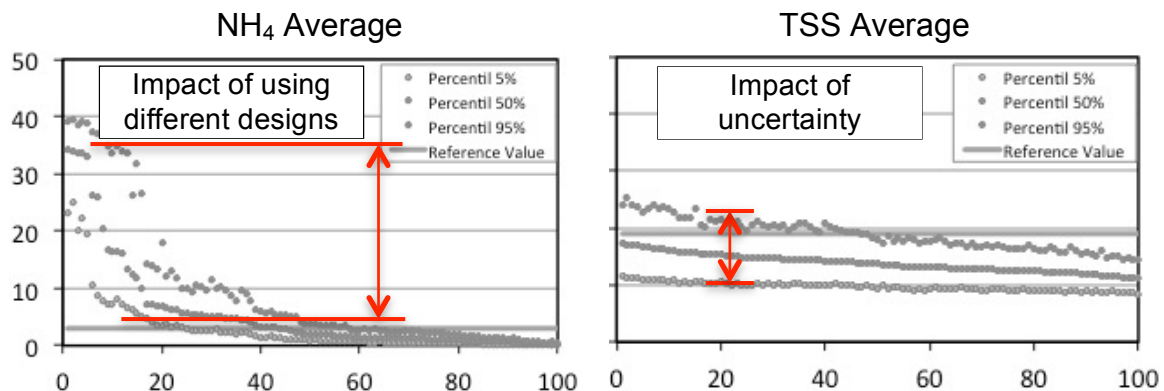 NH₄ Average
50
40
30
20
10
0
0 20 40 60 80 100
Impact of using
different designs
Percentil 5%
Percentil 50%
Percentil 95%
Reference Value
TSS Average
Impact of
uncertainty
Percentil 5%
Percentil 50%
Percentil 95%
Reference Value
0 20 40 60 80 100